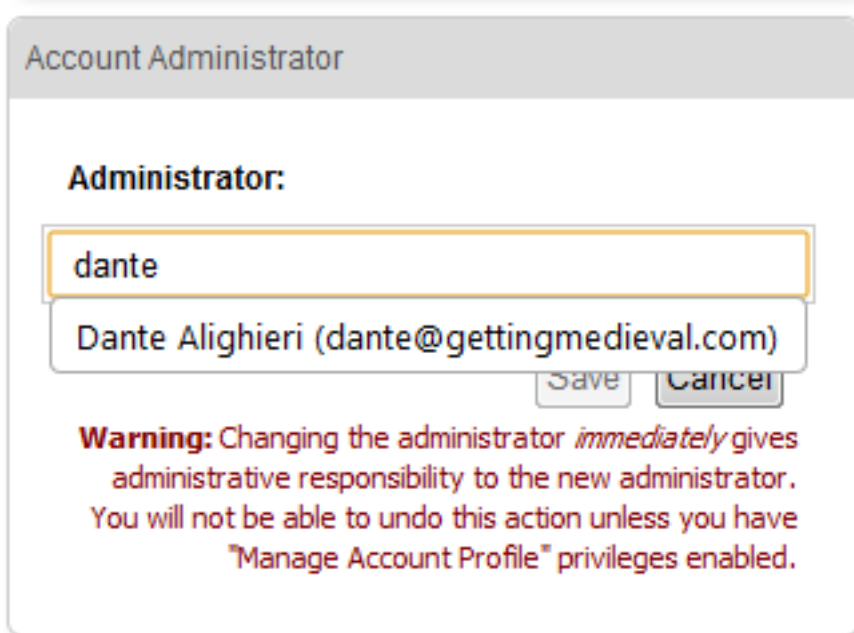 Account Administrator
Administrator:
dante
Dante Alighieri (dante@gettingmedieval.com)
Save Cancel
Warning: Changing the administrator immediately gives
administrative responsibility to the new administrator.
You will not be able to undo this action unless you have
"Manage Account Profile" privileges enabled.